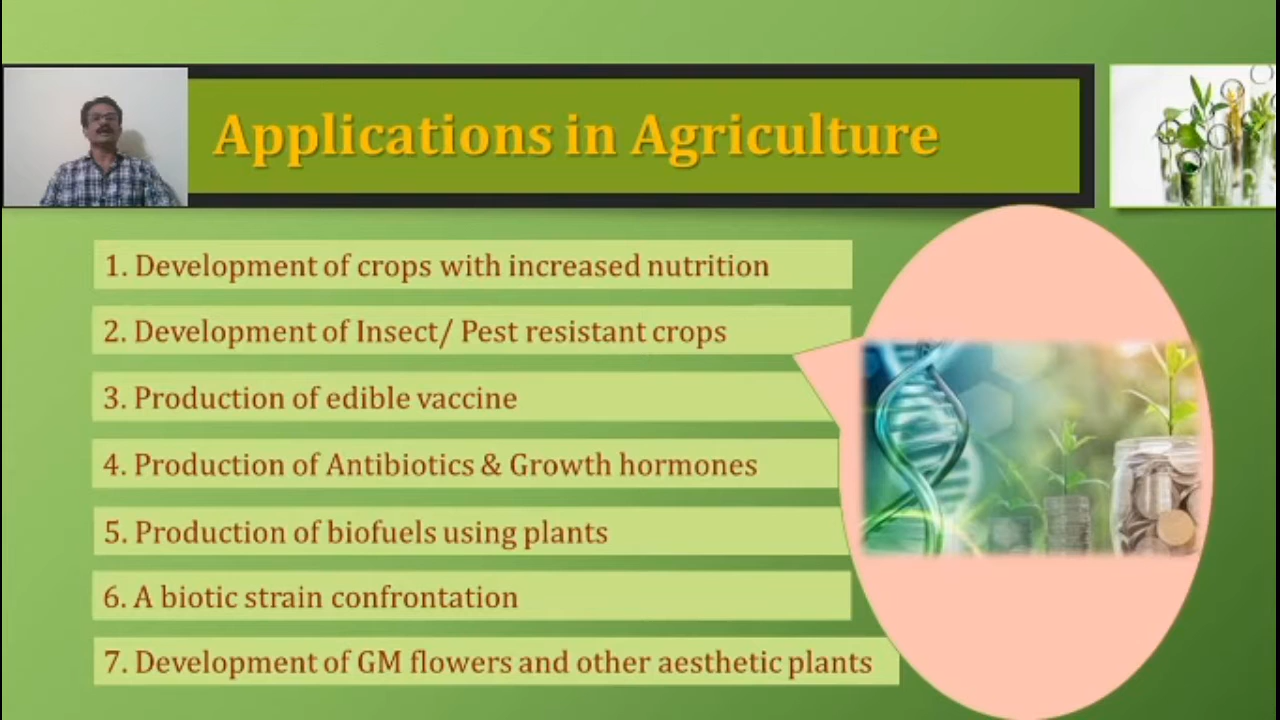 Applications in Agriculture
1. Development of crops with increased nutrition
2. Development of Insect/ Pest resistant crops
3. Production of edible vaccine
4. Production of Antibiotics & Growth hormones
5. Production of biofuels using plants
6. A biotic strain confrontation
7. Development of GM flowers and other aesthetic plants